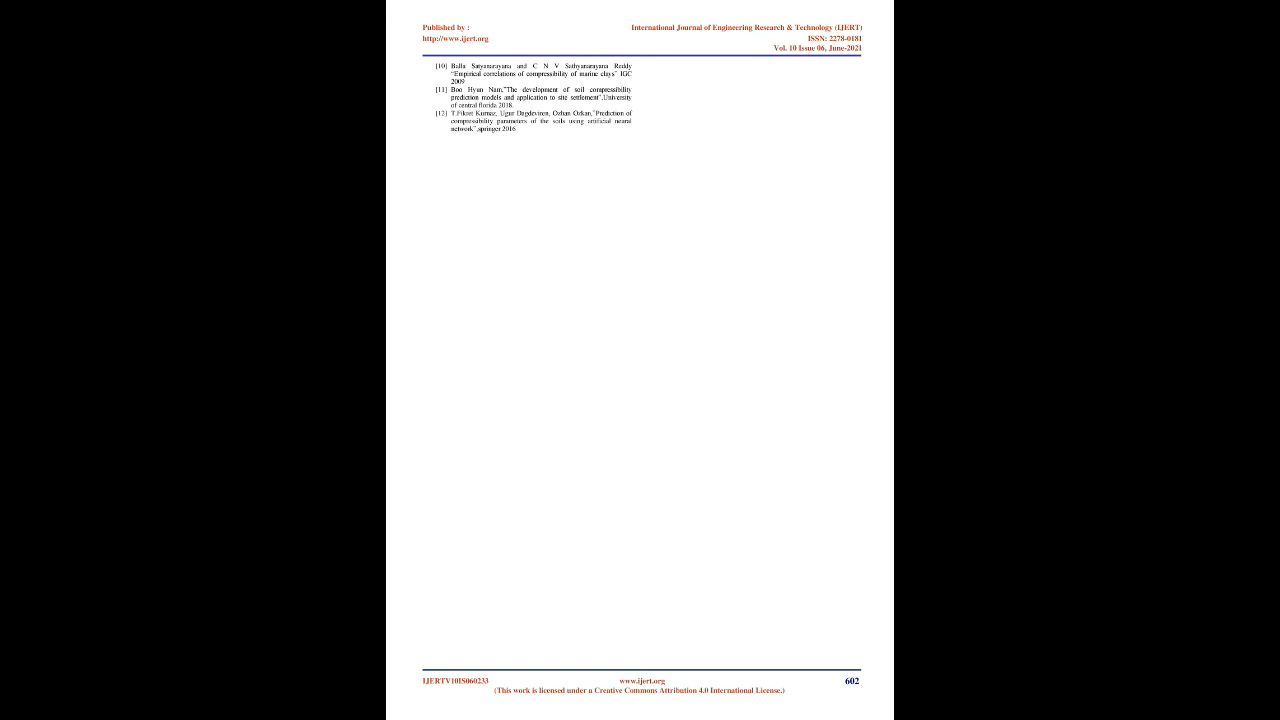 Published by :
http://www.ijert.org
International Journal of Engineering Research & Technology (IJERT)
ISSN: 2278-0181
Vol. 10 Issue 06, June-2021
[10] Balla Satyanarayana and C N V Sathyanarayana Reddy
"Empirical correlations of compressibility of marine clays" IGC
2009
[11] Boo Hyun Nam,"The development of soil compressibility
prediction models and application to site settlement",University
of central florida 2018.
[12] T.Fikret Kurnaz, Ugur Dagdeviren, Ozhan Ozkan,"Prediction of
compressibility parameters of the soils using artificial neural
network",springer 2016
IJERTV10IS060233
www.ijert.org
602
(This work is licensed under a Creative Commons Attribution 4.0 International License.)